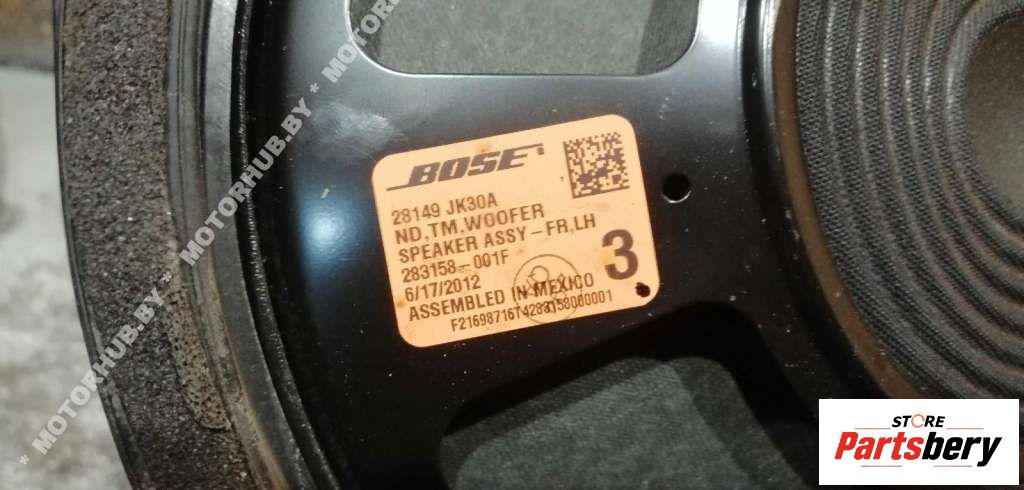 * MOTORHUB.BY * MOTORHUB.BY * MOTOR
BOSE
28149 JK30A
ND,TM,WOOFER
SPEAKER ASSY-FR,LH
283158-001F
6/17/2012
ASSEMBLED IN MEXICO
3
F21698716T4283158000001
STORE
Partsbery